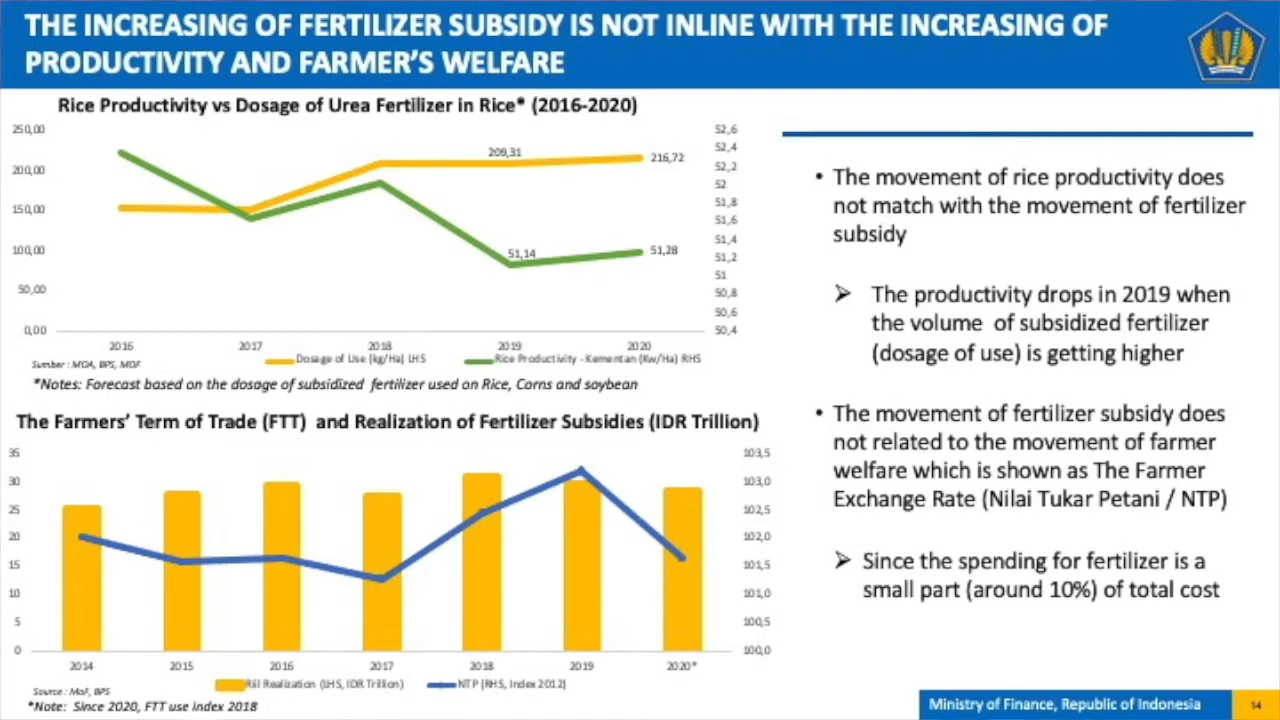 THE INCREASING OF FERTILIZER SUBSIDY IS NOT INLINE WITH THE INCREASING OF
PRODUCTIVITY AND FARMER'S WELFARE
Rice Productivity vs Dosage of Urea Fertilizer in Rice* (2016-2020)
250,00
200,00
150,00
100,00
50,00
0,00
52,6
52,4
52,2
52
51,8
51,6
51,4
51,2
51
50,8
50,6
50,4
209,31
216,72
51,14
51,28
2016 2017 2018 2019 2020
Dosage of Use (kg/Ha) LHS Rice Productivity - Kementan (Kw/Ha) RHS
Sumber : MOA, BPS, MOF
*Notes: Forecast based on the dosage of subsidized fertilizer used on Rice, Corns and soybean
The Farmers' Term of Trade (FTT) and Realization of Fertilizer Subsidies (IDR Trillion)
35
30
25
20
15
10
5
0
103,5
103,0
102,5
102,0
101,5
101,0
100,5
100,0
2014 2015 2016 2017 2018 2019 2020*
Riil Realization (LHS, IDR Trillion) NTP (RHS, Index 2012)
Source : MoF, BPS
*Note: Since 2020, FTT use index 2018
• The movement of rice productivity does
not match with the movement of fertilizer
subsidy
➢ The productivity drops in 2019 when
the volume of subsidized fertilizer
(dosage of use) is getting higher
• The movement of fertilizer subsidy does
not related to the movement of farmer
welfare which is shown as The Farmer
Exchange Rate (Nilai Tukar Petani / NTP)
➢ Since the spending for fertilizer is a
small part (around 10%) of total cost
Ministry of Finance, Republic of Indonesia 14